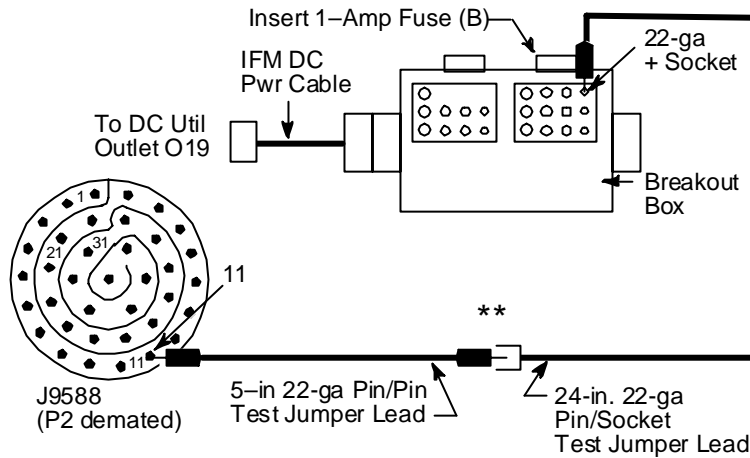 Insert 1–Amp Fuse (B)
22-ga
+ Socket
IFM DC
Pwr Cable
To DC Util
Outlet O19
Breakout
Box
1
21
31
11
11
**
J9588
(P2 demated)
5–in 22-ga Pin/Pin
Test Jumper Lead
24-in. 22-ga
Pin/Socket
Test Jumper Lead